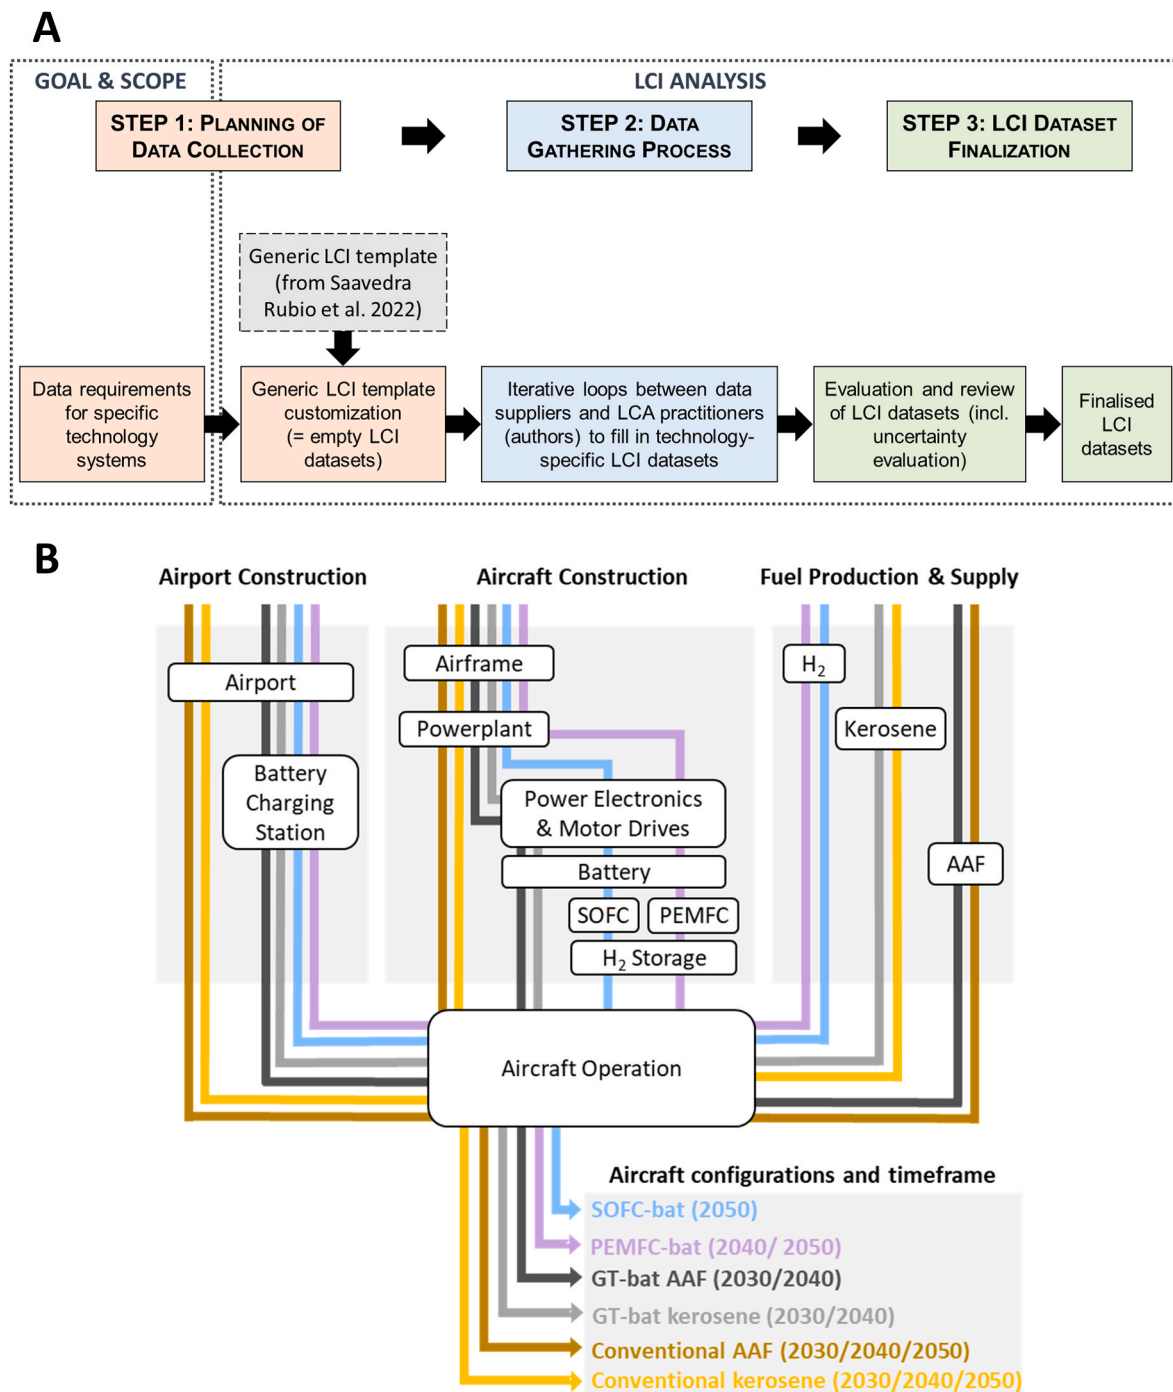 A
GOAL & SCOPE
LCI ANALYSIS
STEP 1: PLANNING OF
DATA COLLECTION
STEP 2: DATA
GATHERING PROCESS
STEP 3: LCI DATASET
FINALIZATION
Generic LCI template
(from Saavedra
Rubio et al. 2022)
Data requirements
for specific
technology
systems
Generic LCI template
customization
(= empty LCI
datasets)
Iterative loops between data
suppliers and LCA practitioners
(authors) to fill in technology-
specific LCI datasets
Evaluation and review
of LCI datasets (incl.
uncertainty
evaluation)
Finalised
LCI
datasets
B
Airport Construction
Aircraft Construction
Fuel Production & Supply
Airport
Battery
Charging
Station
Airframe
Powerplant
Power Electronics
& Motor Drives
Battery
SOFC
PEMFC
H2 Storage
H2
Kerosene
AAF
Aircraft Operation
Aircraft configurations and timeframe
SOFC-bat (2050)
PEMFC-bat (2040/ 2050)
GT-bat AAF (2030/2040)
GT-bat kerosene (2030/2040)
Conventional AAF (2030/2040/2050)
Conventional kerosene (2030/2040/2050)